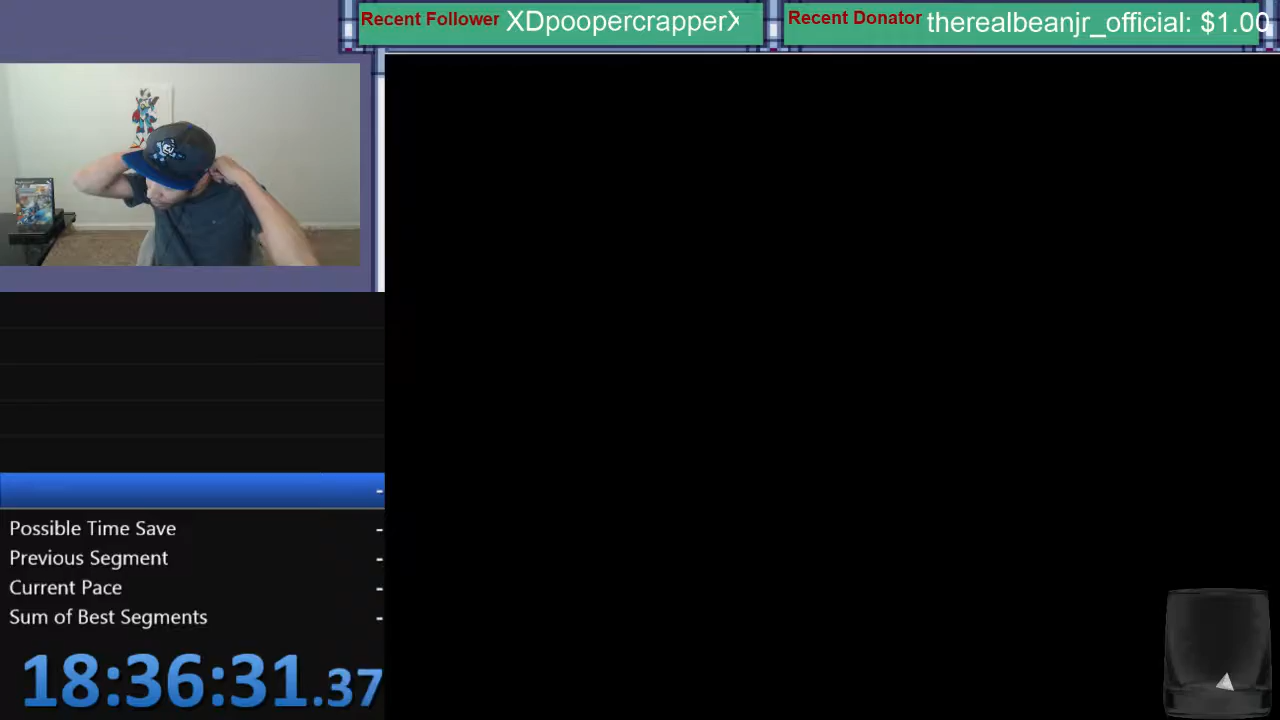 Recent Follower XDpoopercrapperX
Recent Donator therealbeanjr_official: $1.00
-
Possible Time Save -
Previous Segment -
Current Pace -
Sum of Best Segments -
18:36:31.37